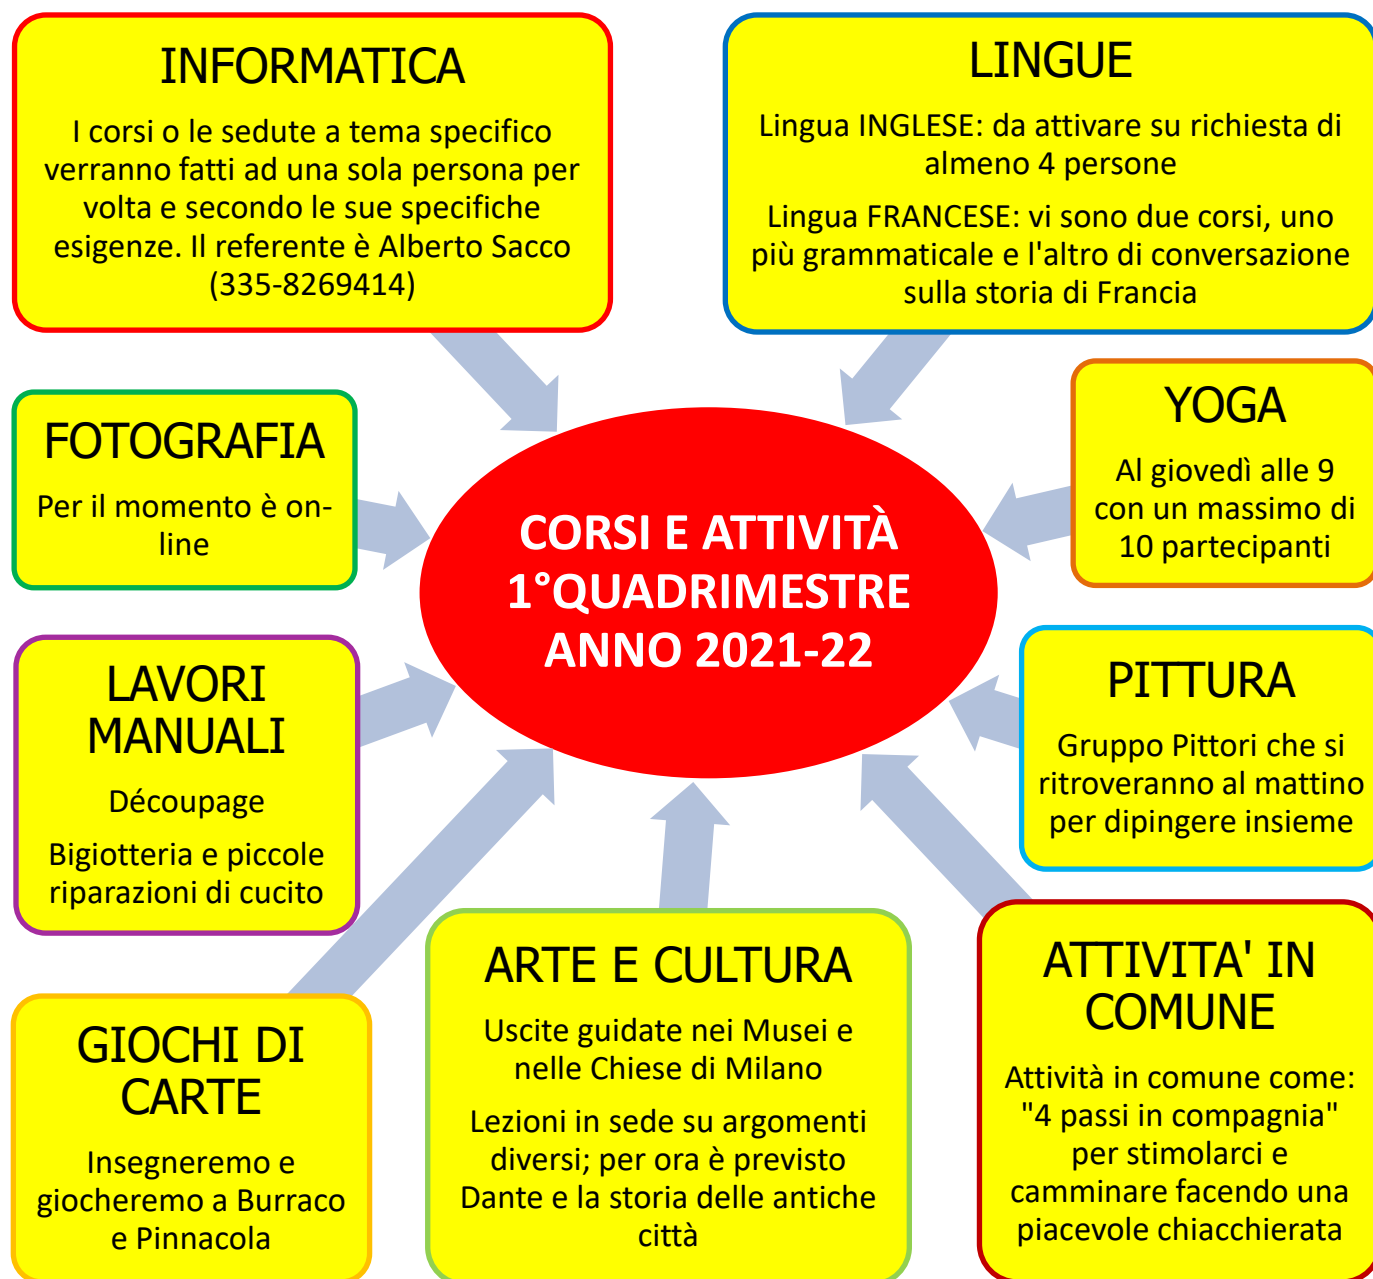 INFORMATICA
I corsi o le sedute a tema specifico
verranno fatti ad una sola persona per
volta e secondo le sue specifiche
esigenze. Il referente è Alberto Sacco
(335-8269414)
LINGUE
Lingua INGLESE: da attivare su richiesta di
almeno 4 persone
Lingua FRANCESE: vi sono due corsi, uno
più grammaticale e l'altro di conversazione
sulla storia di Francia
FOTOGRAFIA
Per il momento è on-
line
CORSI E ATTIVITÀ
1°QUADRIMESTRE
ANNO 2021-22
YOGA
Al giovedì alle 9
con un massimo di
10 partecipanti
LAVORI
MANUALI
Découpage
Bigiotteria e piccole
riparazioni di cucito
PITTURA
Gruppo Pittori che si
ritroveranno al mattino
per dipingere insieme
GIOCHI DI
CARTE
Insegneremo e
giocheremo a Burraco
e Pinnacola
ARTE E CULTURA
Uscite guidate nei Musei e
nelle Chiese di Milano
Lezioni in sede su argomenti
diversi; per ora è previsto
Dante e la storia delle antiche
città
ATTIVITA' IN
COMUNE
Attività in comune come:
"4 passi in compagnia"
per stimolarci e
camminare facendo una
piacevole chiacchierata